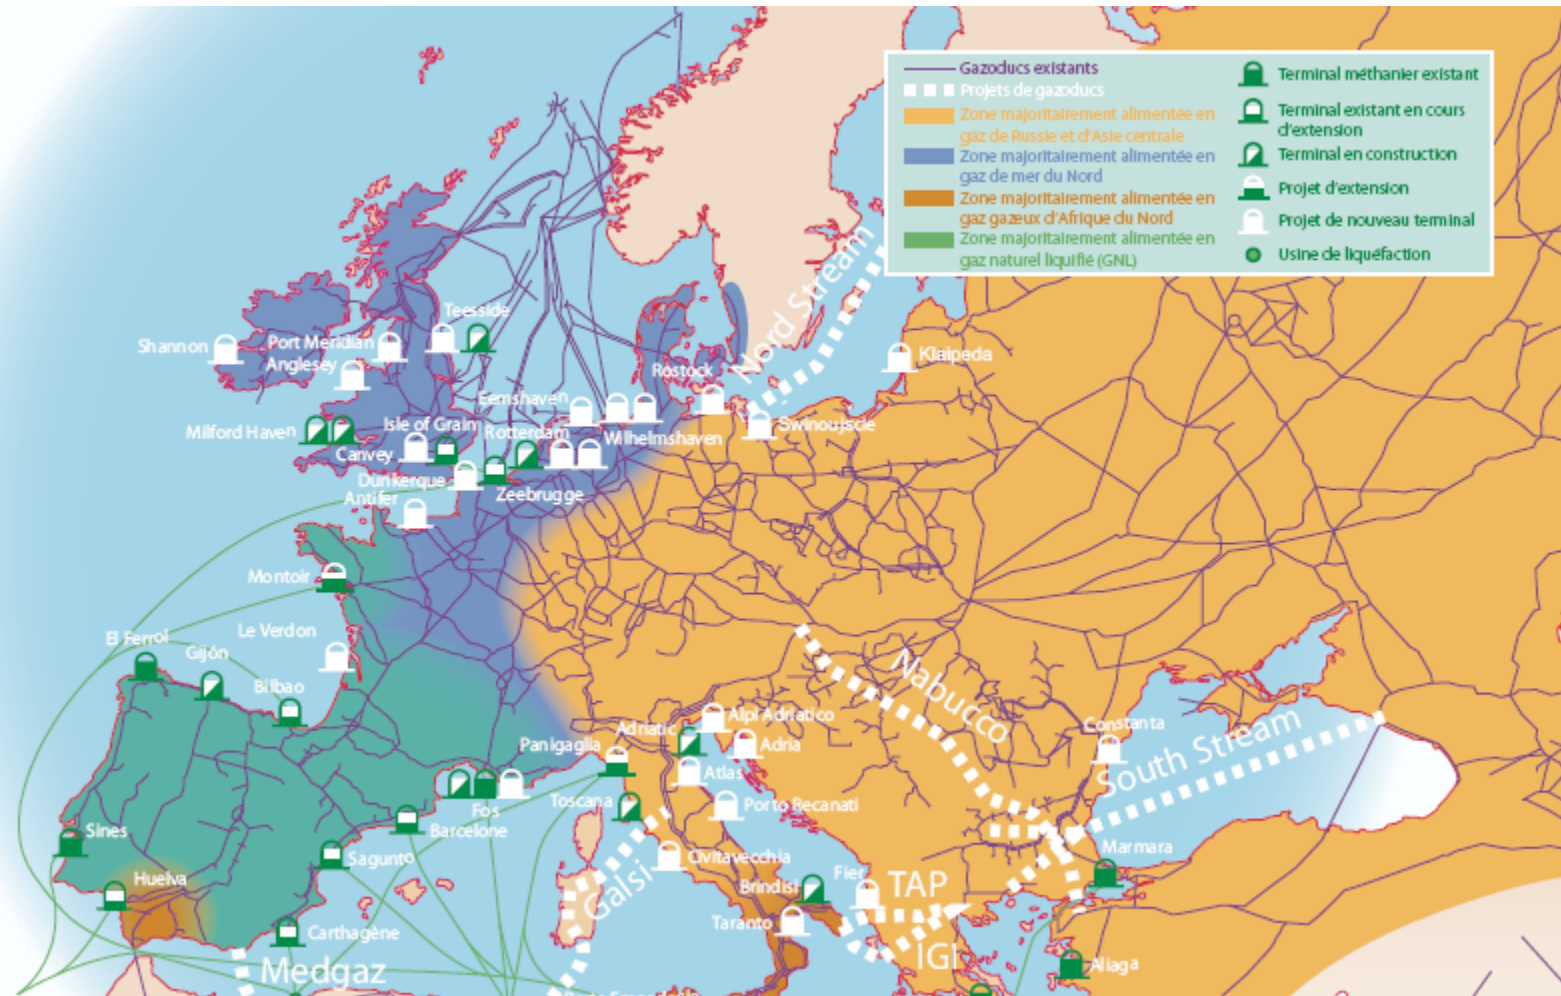 Gazoducs existants
Projets de gazoducs
Zone majoritairement alimentée en
gaz de Russie et d'Asie centrale
Zone majoritairement alimentée en
gaz de mer du Nord
Zone majoritairement alimentée en
gaz gazeux d'Afrique du Nord
Zone majoritairement alimentée en
gaz naturel liquifié (GNL)
Terminal méthanier existant
Terminal existant en cours
d'extension
Terminal en construction
Projet d'extension
Projet de nouveau terminal
Usine de liquéfaction
Nord Stream
Teesside
Shannon
Port Meridian
Anglesey
Klaipeda
Rostock
Eemshaven
Swinoujscie
Milford Haven
Isle of Grain
Rotterdam
Wilhelmshaven
Canvey
Dunkerque
Zeebrugge
Antifer
Montoir
Le Verdon
El Ferrol
Gijón
Bilbao
Nabucco
Alpi Adriatico
Constanta
Adriatic
Panigaglia
Adria
South Stream
Atlas
Toscana
Porto Recanati
Fos
Barcelone
Sines
Sagunto
Marmara
Civitavecchia
Huelva
Galsi
Brindisi
Fier
TAP
Taranto
Carthagène
IGI
Aliaga
Medgaz